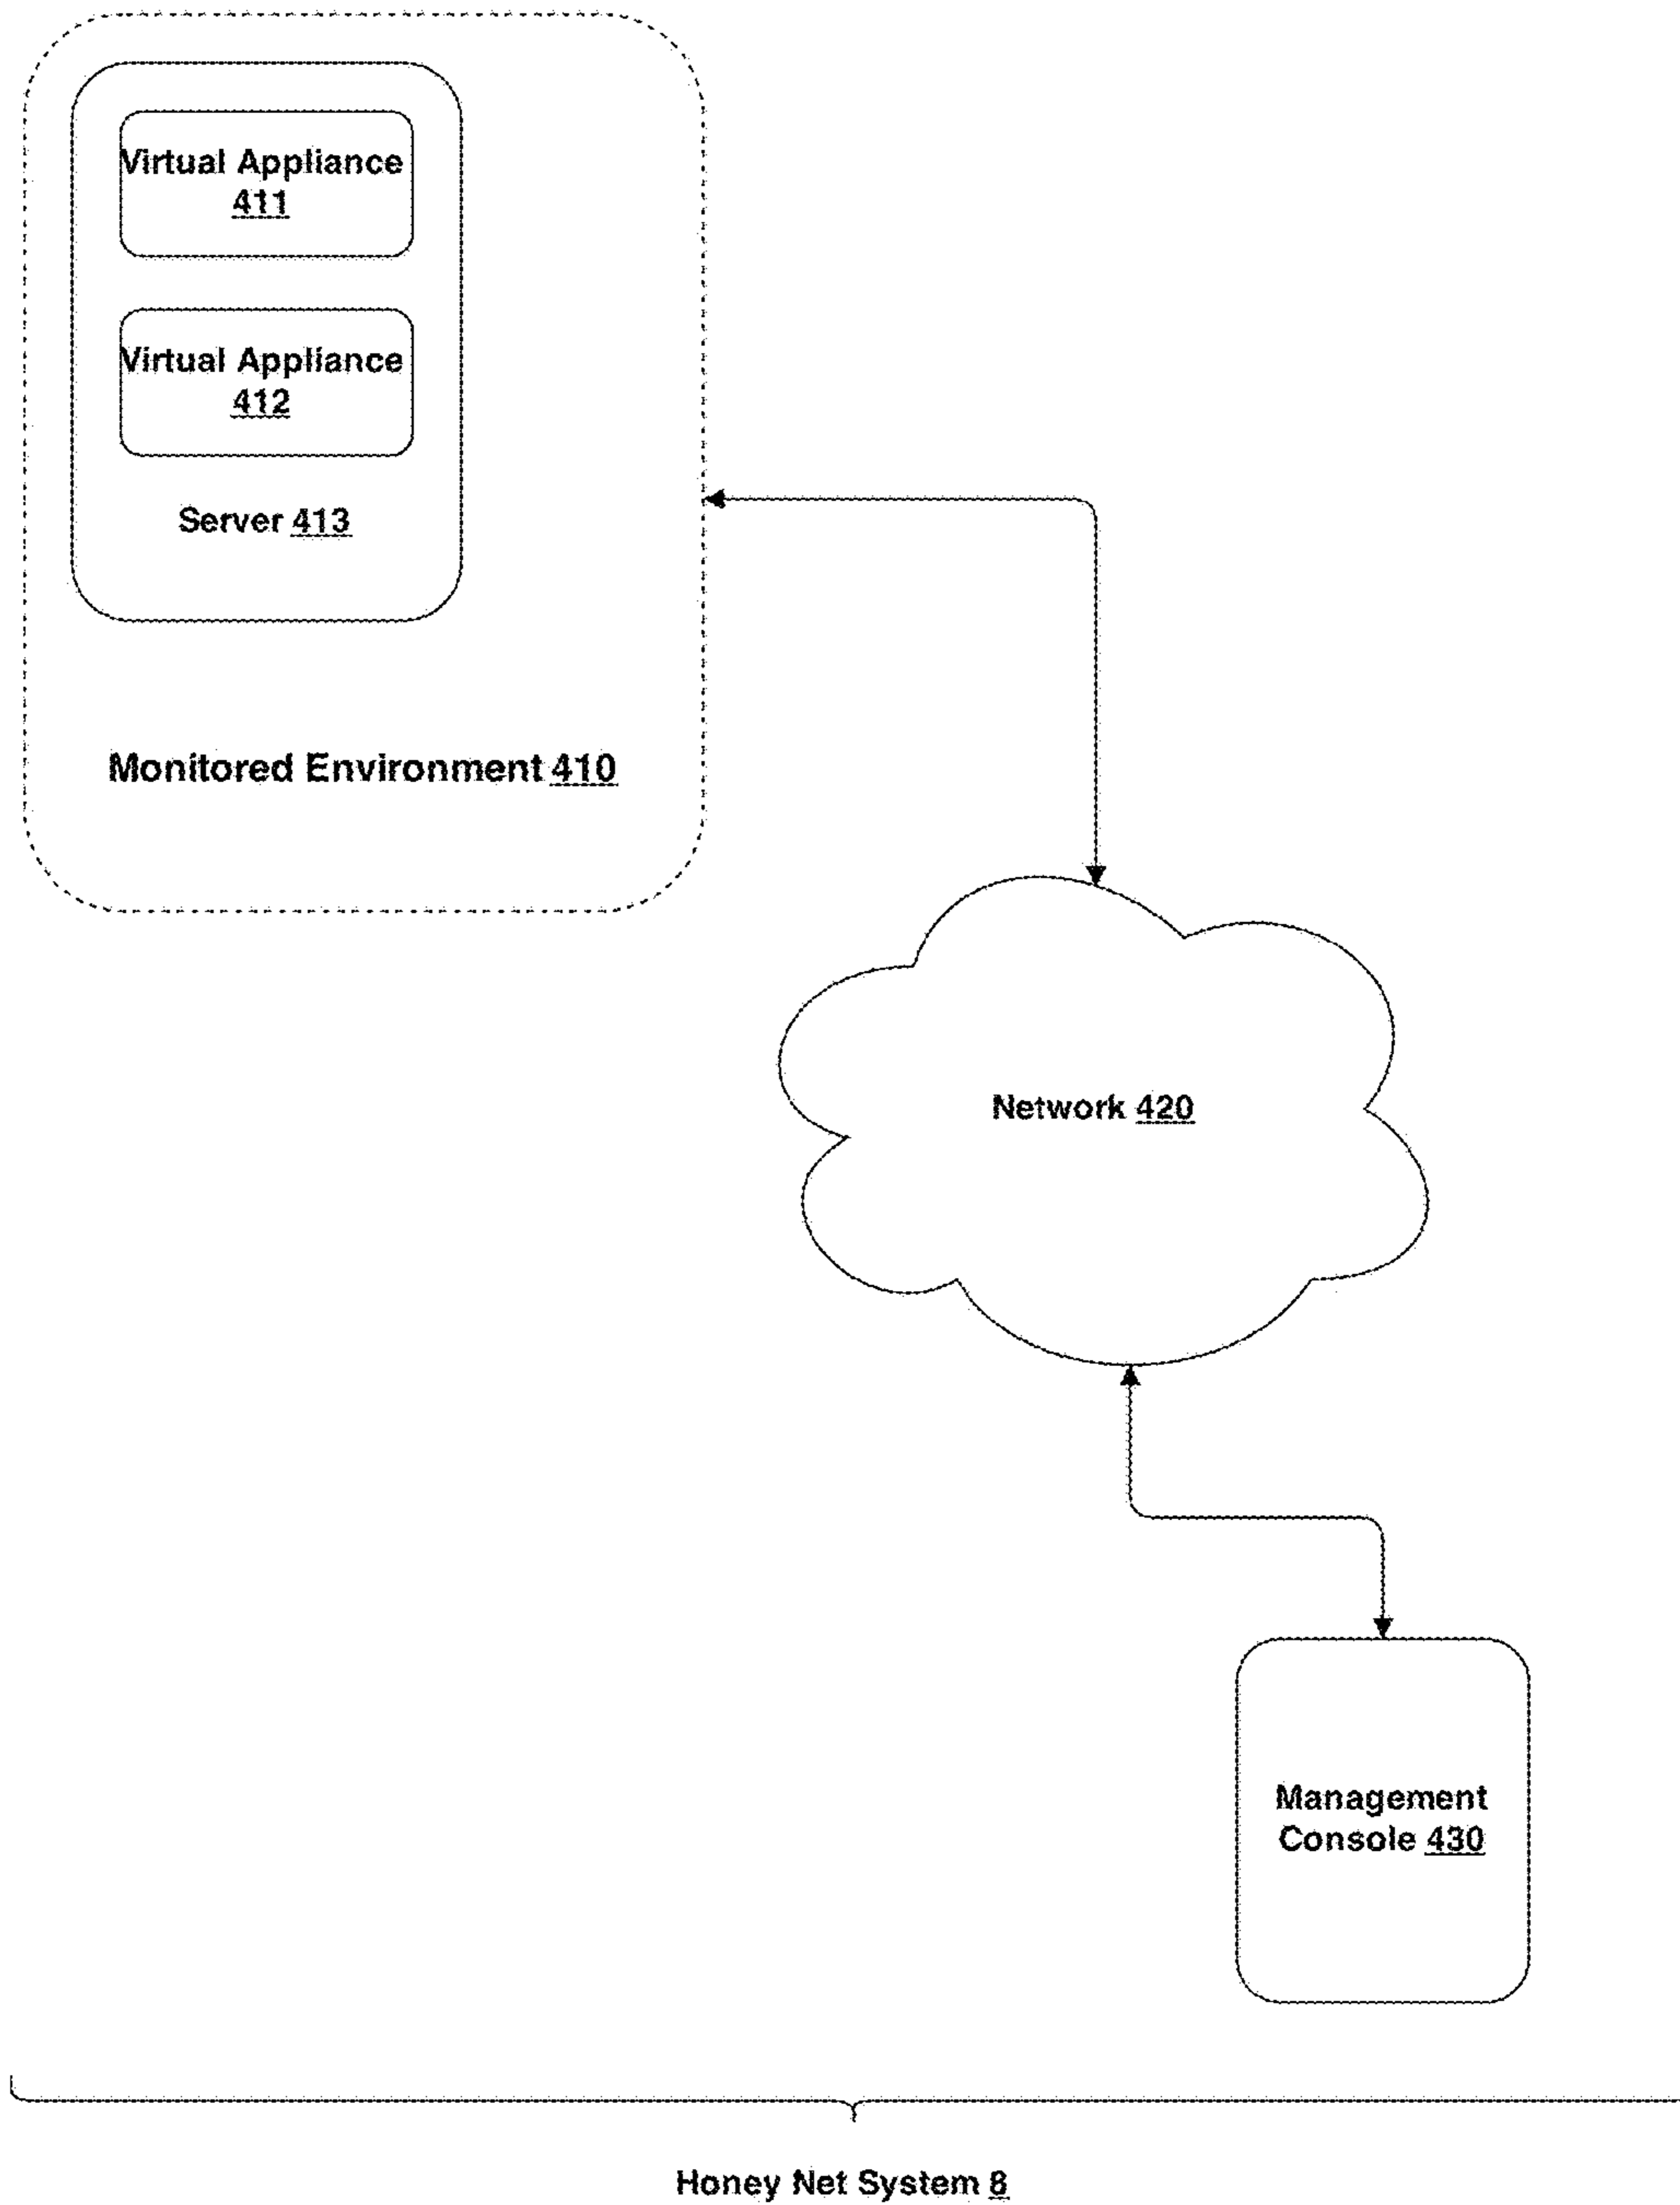 Virtual Appliance
411
Virtual Appliance
412
Server 413
Monitored Environment 410
Network 420
Management
Console 430
Honey Net System 8